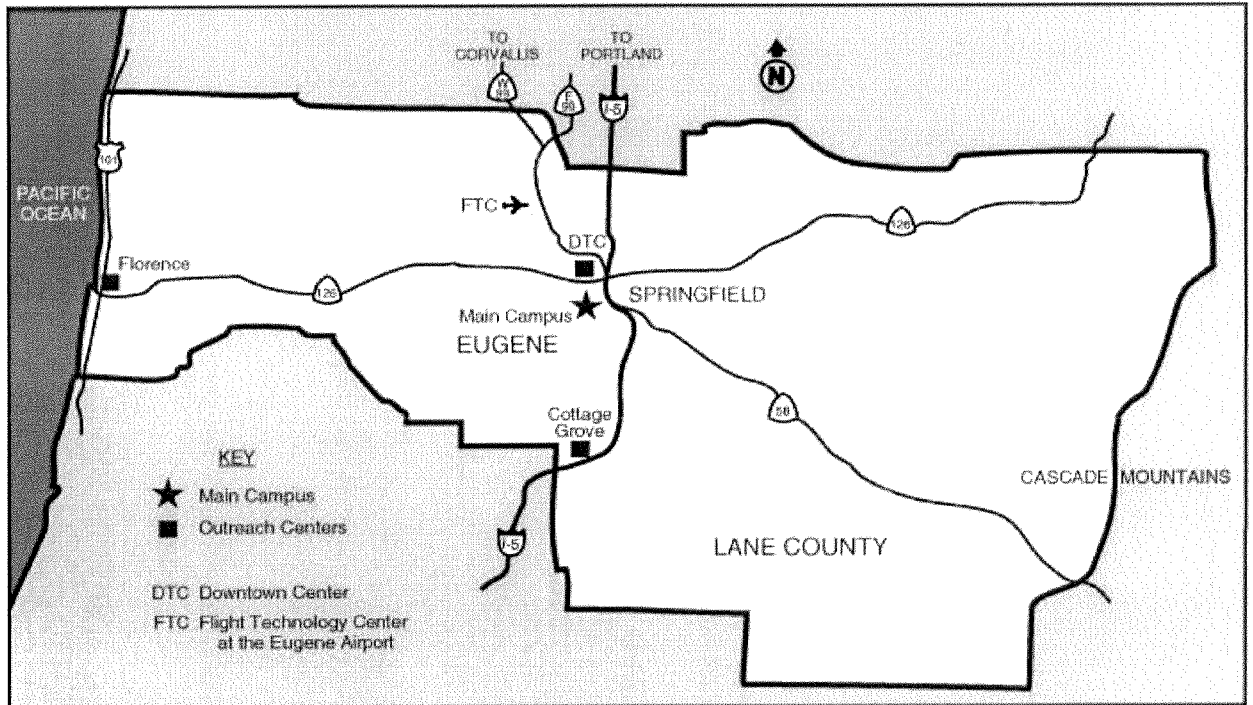 TO
CORVALLIS
TO
PORTLAND
W
99
E
99
I-5
N
101
PACIFIC
OCEAN
FTC
126
DTC
Florence
126
SPRINGFIELD
Main Campus
EUGENE
58
Cottage
Grove
CASCADE MOUNTAINS
KEY
Main Campus
Outreach Centers
I-5
LANE COUNTY
DTC Downtown Center
FTC Flight Technology Center
at the Eugene Airport